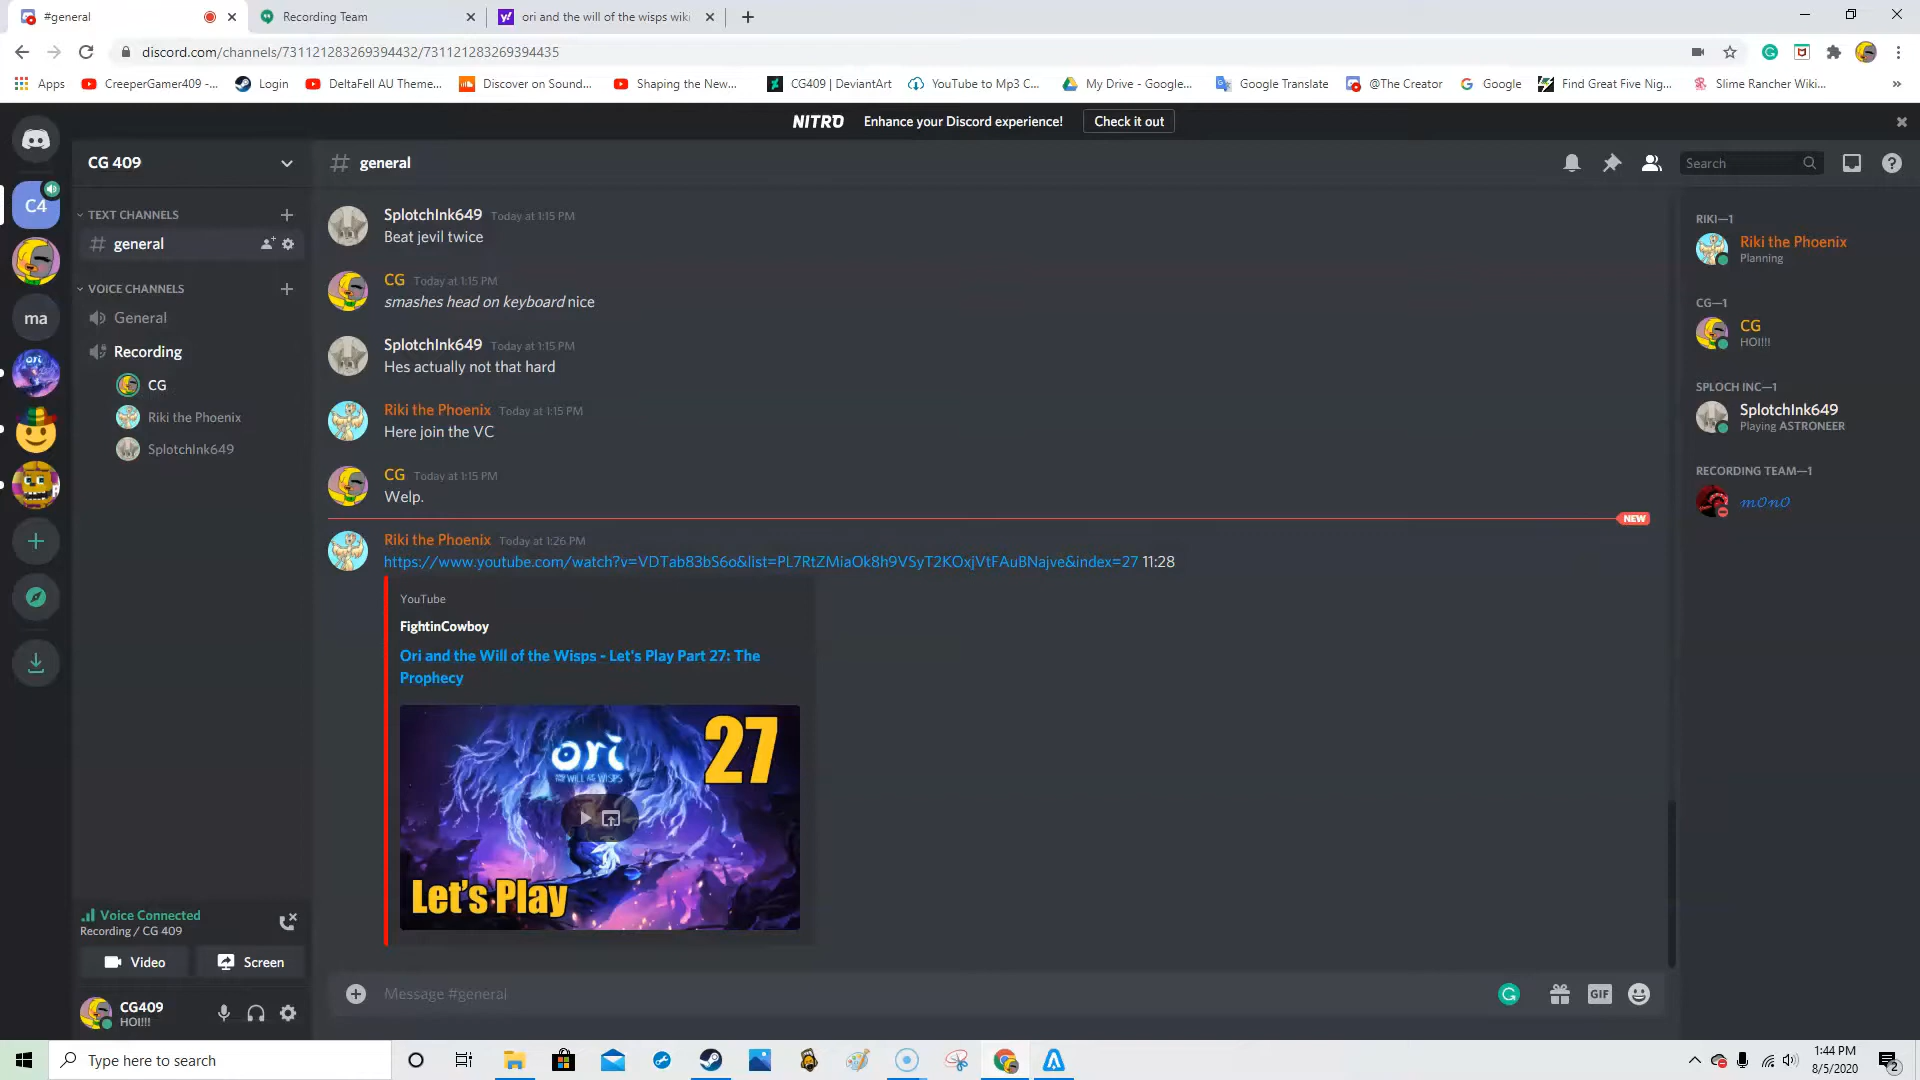 #general
Recording Team
ori and the will of the wisps wiki
discord.com/channels/731121283269394432/731121283269394435
Apps
CreeperGamer409 -...
Login
DeltaFell AU Theme...
Discover on Sound...
Shaping the New...
CG409 | DeviantArt
YouTube to Mp3 C...
My Drive - Google...
Google Translate
@The Creator
Google
Find Great Five Nig...
Slime Rancher Wiki...
NITRO Enhance your Discord experience! Check it out
CG 409
# general
Search
TEXT CHANNELS
# general
VOICE CHANNELS
General
Recording
CG
Riki the Phoenix
SplotchInk649
C4
ma
ori
SplotchInk649 Today at 1:15 PM
Beat jevil twice
CG Today at 1:15 PM
smashes head on keyboard nice
SplotchInk649 Today at 1:15 PM
Hes actually not that hard
Riki the Phoenix Today at 1:15 PM
Here join the VC
CG Today at 1:15 PM
Welp.
NEW
Riki the Phoenix Today at 1:26 PM
https://www.youtube.com/watch?v=VDTab83bS6o&list=PL7RtZMiaOk8h9VSyT2KOxjVtFAuBNajve&index=27 11:28
YouTube
FightinCowboy
Ori and the Will of the Wisps - Let's Play Part 27: The
Prophecy
27
ori
AND THE WILL OF THE WISPS
Let's Play
RIKI—1
Riki the Phoenix
Planning
CG—1
CG
HOI!!!
SPLOCH INC—1
SplotchInk649
Playing ASTRONEER
RECORDING TEAM—1
𝓶𝓞𝓷𝓞
Voice Connected
Recording / CG 409
Video
Screen
CG409
HOI!!!
Message #general
GIF
Type here to search
1:44 PM
8/5/2020
2